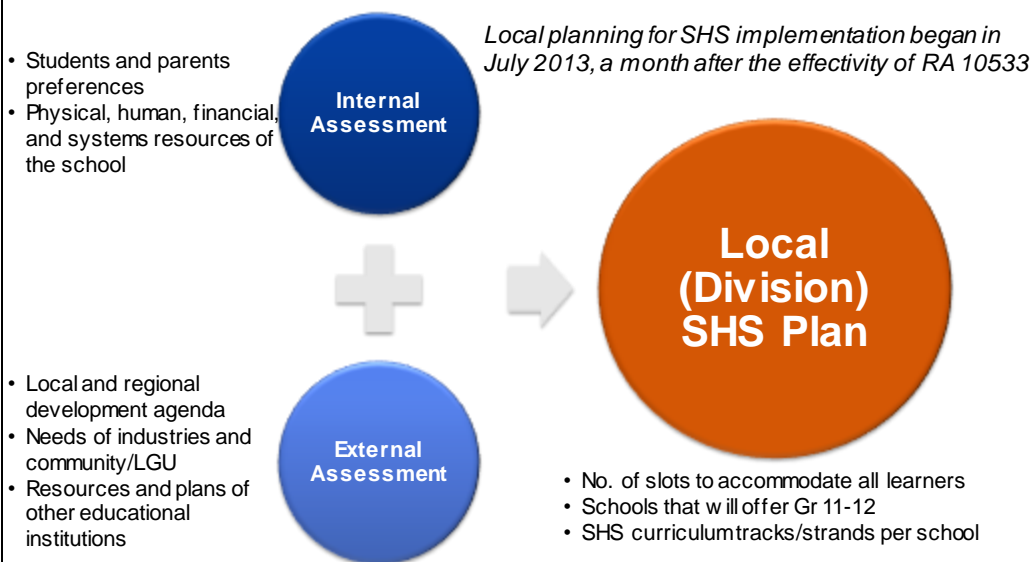 Local planning for SHS implementation began in
July 2013, a month after the effectivity of RA 10533
• Students and parents
preferences
• Physical, human, financial,
and systems resources of
the school
Internal
Assessment
Local
(Division)
SHS Plan
• Local and regional
development agenda
• Needs of industries and
community/LGU
• Resources and plans of
other educational
institutions
External
Assessment
• No. of slots to accommodate all learners
• Schools that will offer Gr 11-12
• SHS curriculum tracks/strands per school